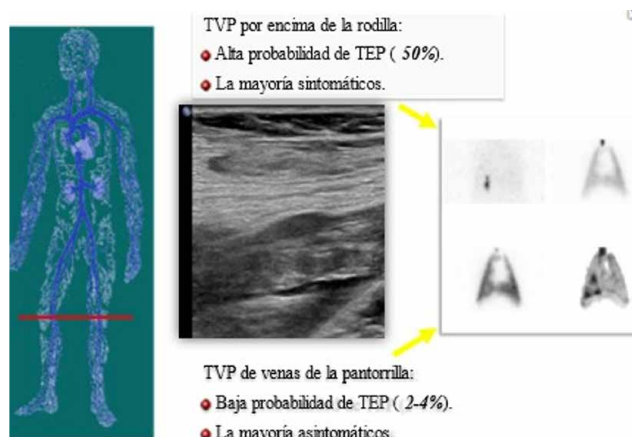 TVP por encima de la rodilla:
Alta probabilidad de TEP ( 50%).
La mayoría sintomáticos.
TVP de venas de la pantorrilla:
Baja probabilidad de TEP ( 2-4%).
La mayoría asintomáticos.